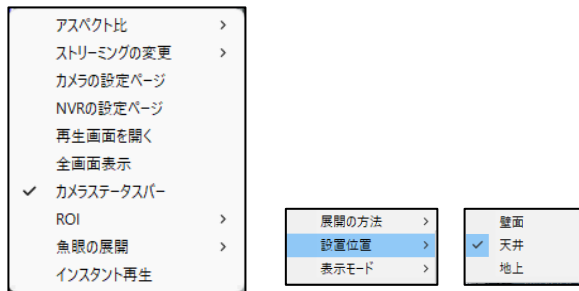 アスペクト比
ストリーミングの変更
カメラの設定ページ
NVRの設定ページ
再生画面を開く
全画面表示
カメラステータスバー
ROI
魚眼の展開
インスタント再生
展開の方法
設置位置
表示モード
壁面
天井
地上